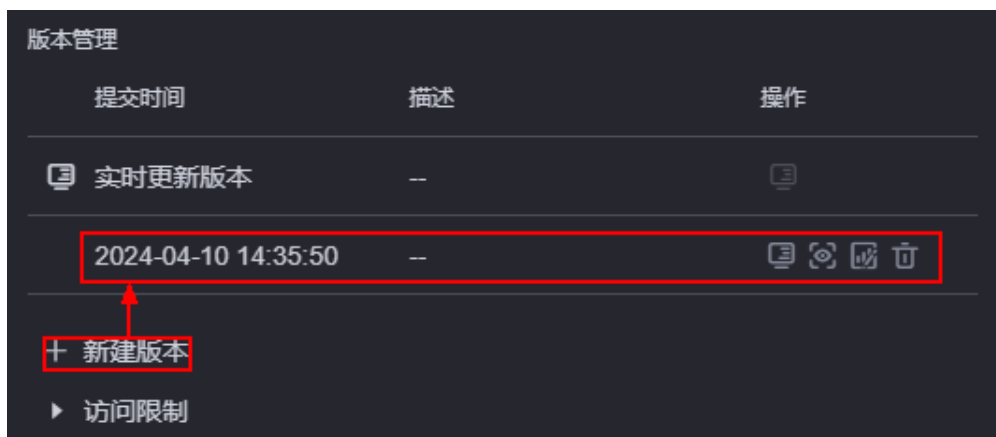 版本管理
提交时间 描述 操作
实时更新版本 --
2024-04-10 14:35:50 --
+ 新建版本
访问限制